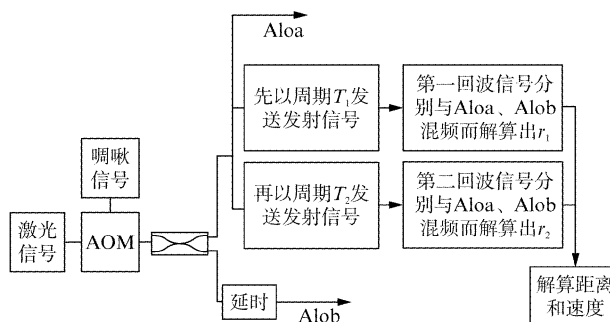 Aloa
先以周期T₁发
送发射信号
第一回波信号分
别与Aloa、Alob
混频而解算出r₁
啁啾
信号
再以周期T₂发
送发射信号
第二回波信号分
别与Aloa、Alob
混频而解算出r₂
激光
信号
AOM
延时
Alob
解算距离
和速度